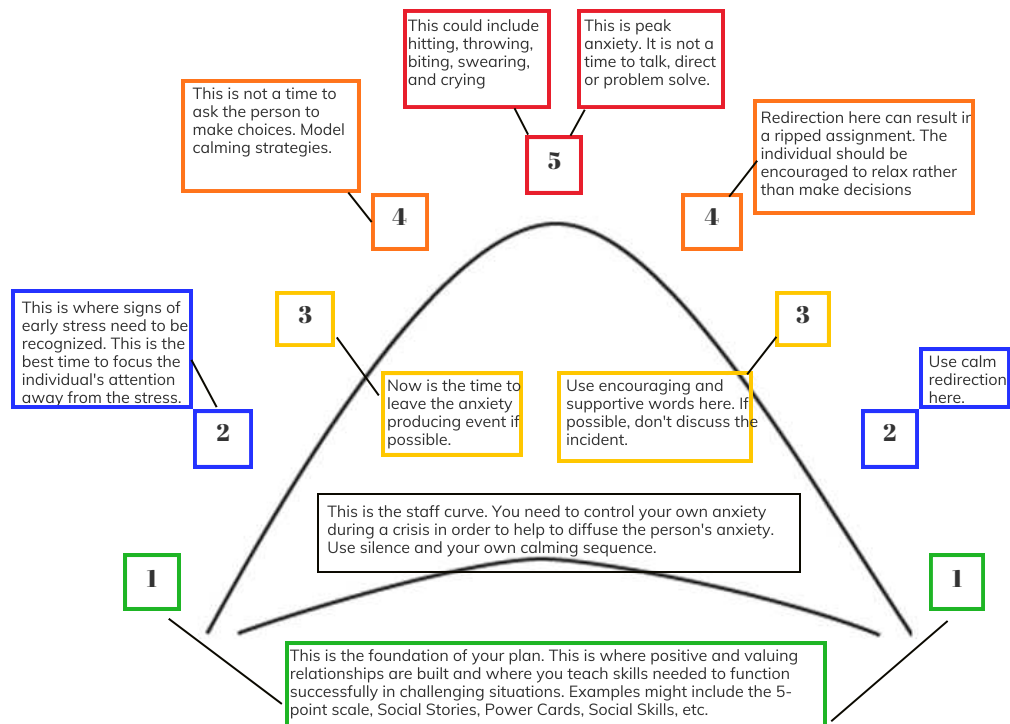 This could include
hitting, throwing,
biting, swearing,
and crying
This is peak
anxiety. It is not a
time to talk, direct
or problem solve.
This is not a time to
ask the person to
make choices. Model
calming strategies.
Redirection here can result in
a ripped assignment. The
individual should be
encouraged to relax rather
than make decisions
5
4
4
This is where signs of
early stress need to be
recognized. This is the
best time to focus the
individual's attention
away from the stress.
3
3
Use calm
redirection
here.
Now is the time to
leave the anxiety
producing event if
possible.
Use encouraging and
supportive words here. If
possible, don't discuss the
incident.
2
2
This is the staff curve. You need to control your own anxiety
during a crisis in order to help to diffuse the person's anxiety.
Use silence and your own calming sequence.
1
1
This is the foundation of your plan. This is where positive and valuing
relationships are built and where you teach skills needed to function
successfully in challenging situations. Examples might include the 5-
point scale, Social Stories, Power Cards, Social Skills, etc.